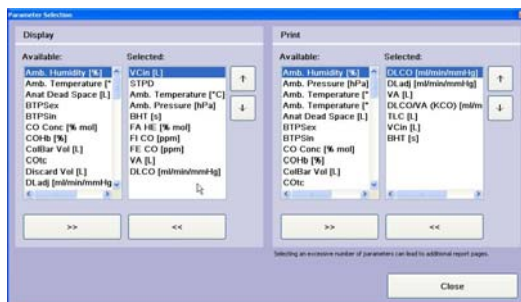 Parameter Selection
Display
Available:
Amb. Humidity [%]
Amb. Temperature [°
Anat Dead Space [L]
BTPSex
BTPSin
CO Conc [% mol]
COHb [%]
ColBar Vol [L]
COtc
Discard Vol [L]
DLadj [ml/min/mmHg
Selected:
VCin [L]
STPD
Amb. Temperature [°C]
Amb. Pressure [hPa]
BHT [s]
FA HE [% mol]
FI CO [ppm]
FE CO [ppm]
VA [L]
DLCO [ml/min/mmHg]
>>
<<
Print
Available:
Amb. Humidity [%]
Amb. Pressure [hPa]
Amb. Temperature [°
Anat Dead Space [L]
BTPSex
BTPSin
CO Conc [% mol]
COHb [%]
ColBar Vol [L]
COtc
Selected:
DLCO [ml/min/mmHg]
DLadj [ml/min/mmHg]
VA [L]
DLCO/VA (KCO) [ml/m
TLC [L]
VCin [L]
BHT [s]
>>
<<
Selecting an excessive number of parameters can lead to additional report pages.
Close